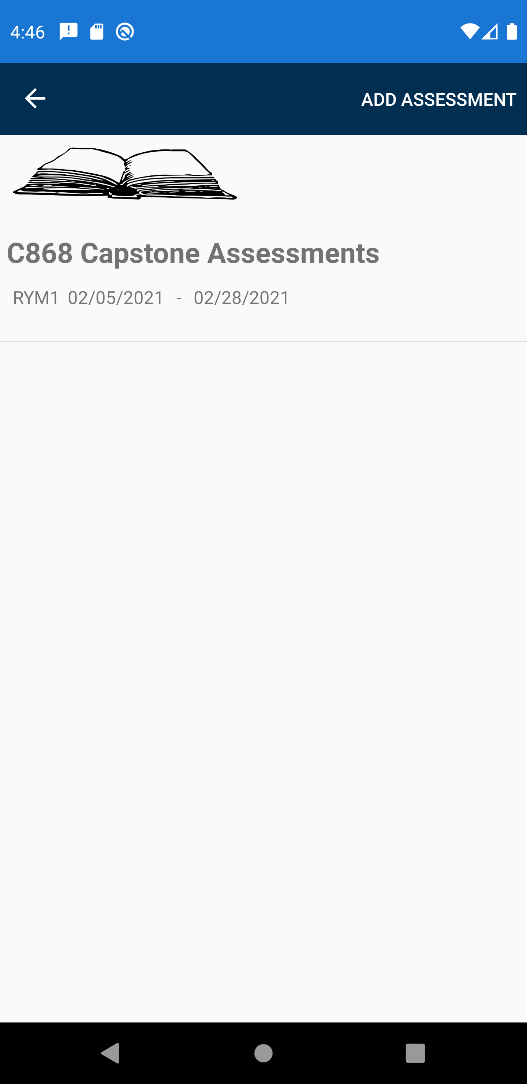 4:46
ADD ASSESSMENT
C868 Capstone Assessments
RYM1 02/05/2021 - 02/28/2021